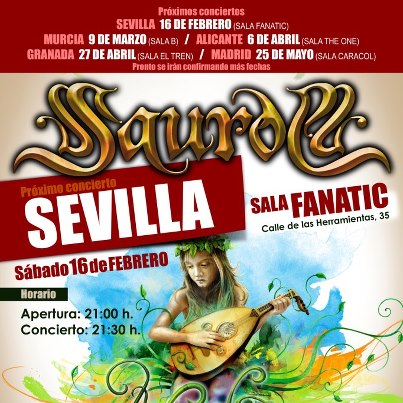 Próximos conciertos
SEVILLA 16 DE FEBRERO (SALA FANATIC)
MURCIA 9 DE MARZO (SALA B) / ALICANTE 6 DE ABRIL (SALA THE ONE)
GRANADA 27 DE ABRIL (SALA EL TREN) / MADRID 25 DE MAYO (SALA CARACOL)
Pronto se irán confirmando más fechas
Saurom
Próximo concierto
SEVILLA
SALA FANATIC
Calle de las Herramientas, 35
Sábado 16 de FEBRERO
Horario
Apertura: 21:00 h.
Concierto: 21:30 h.